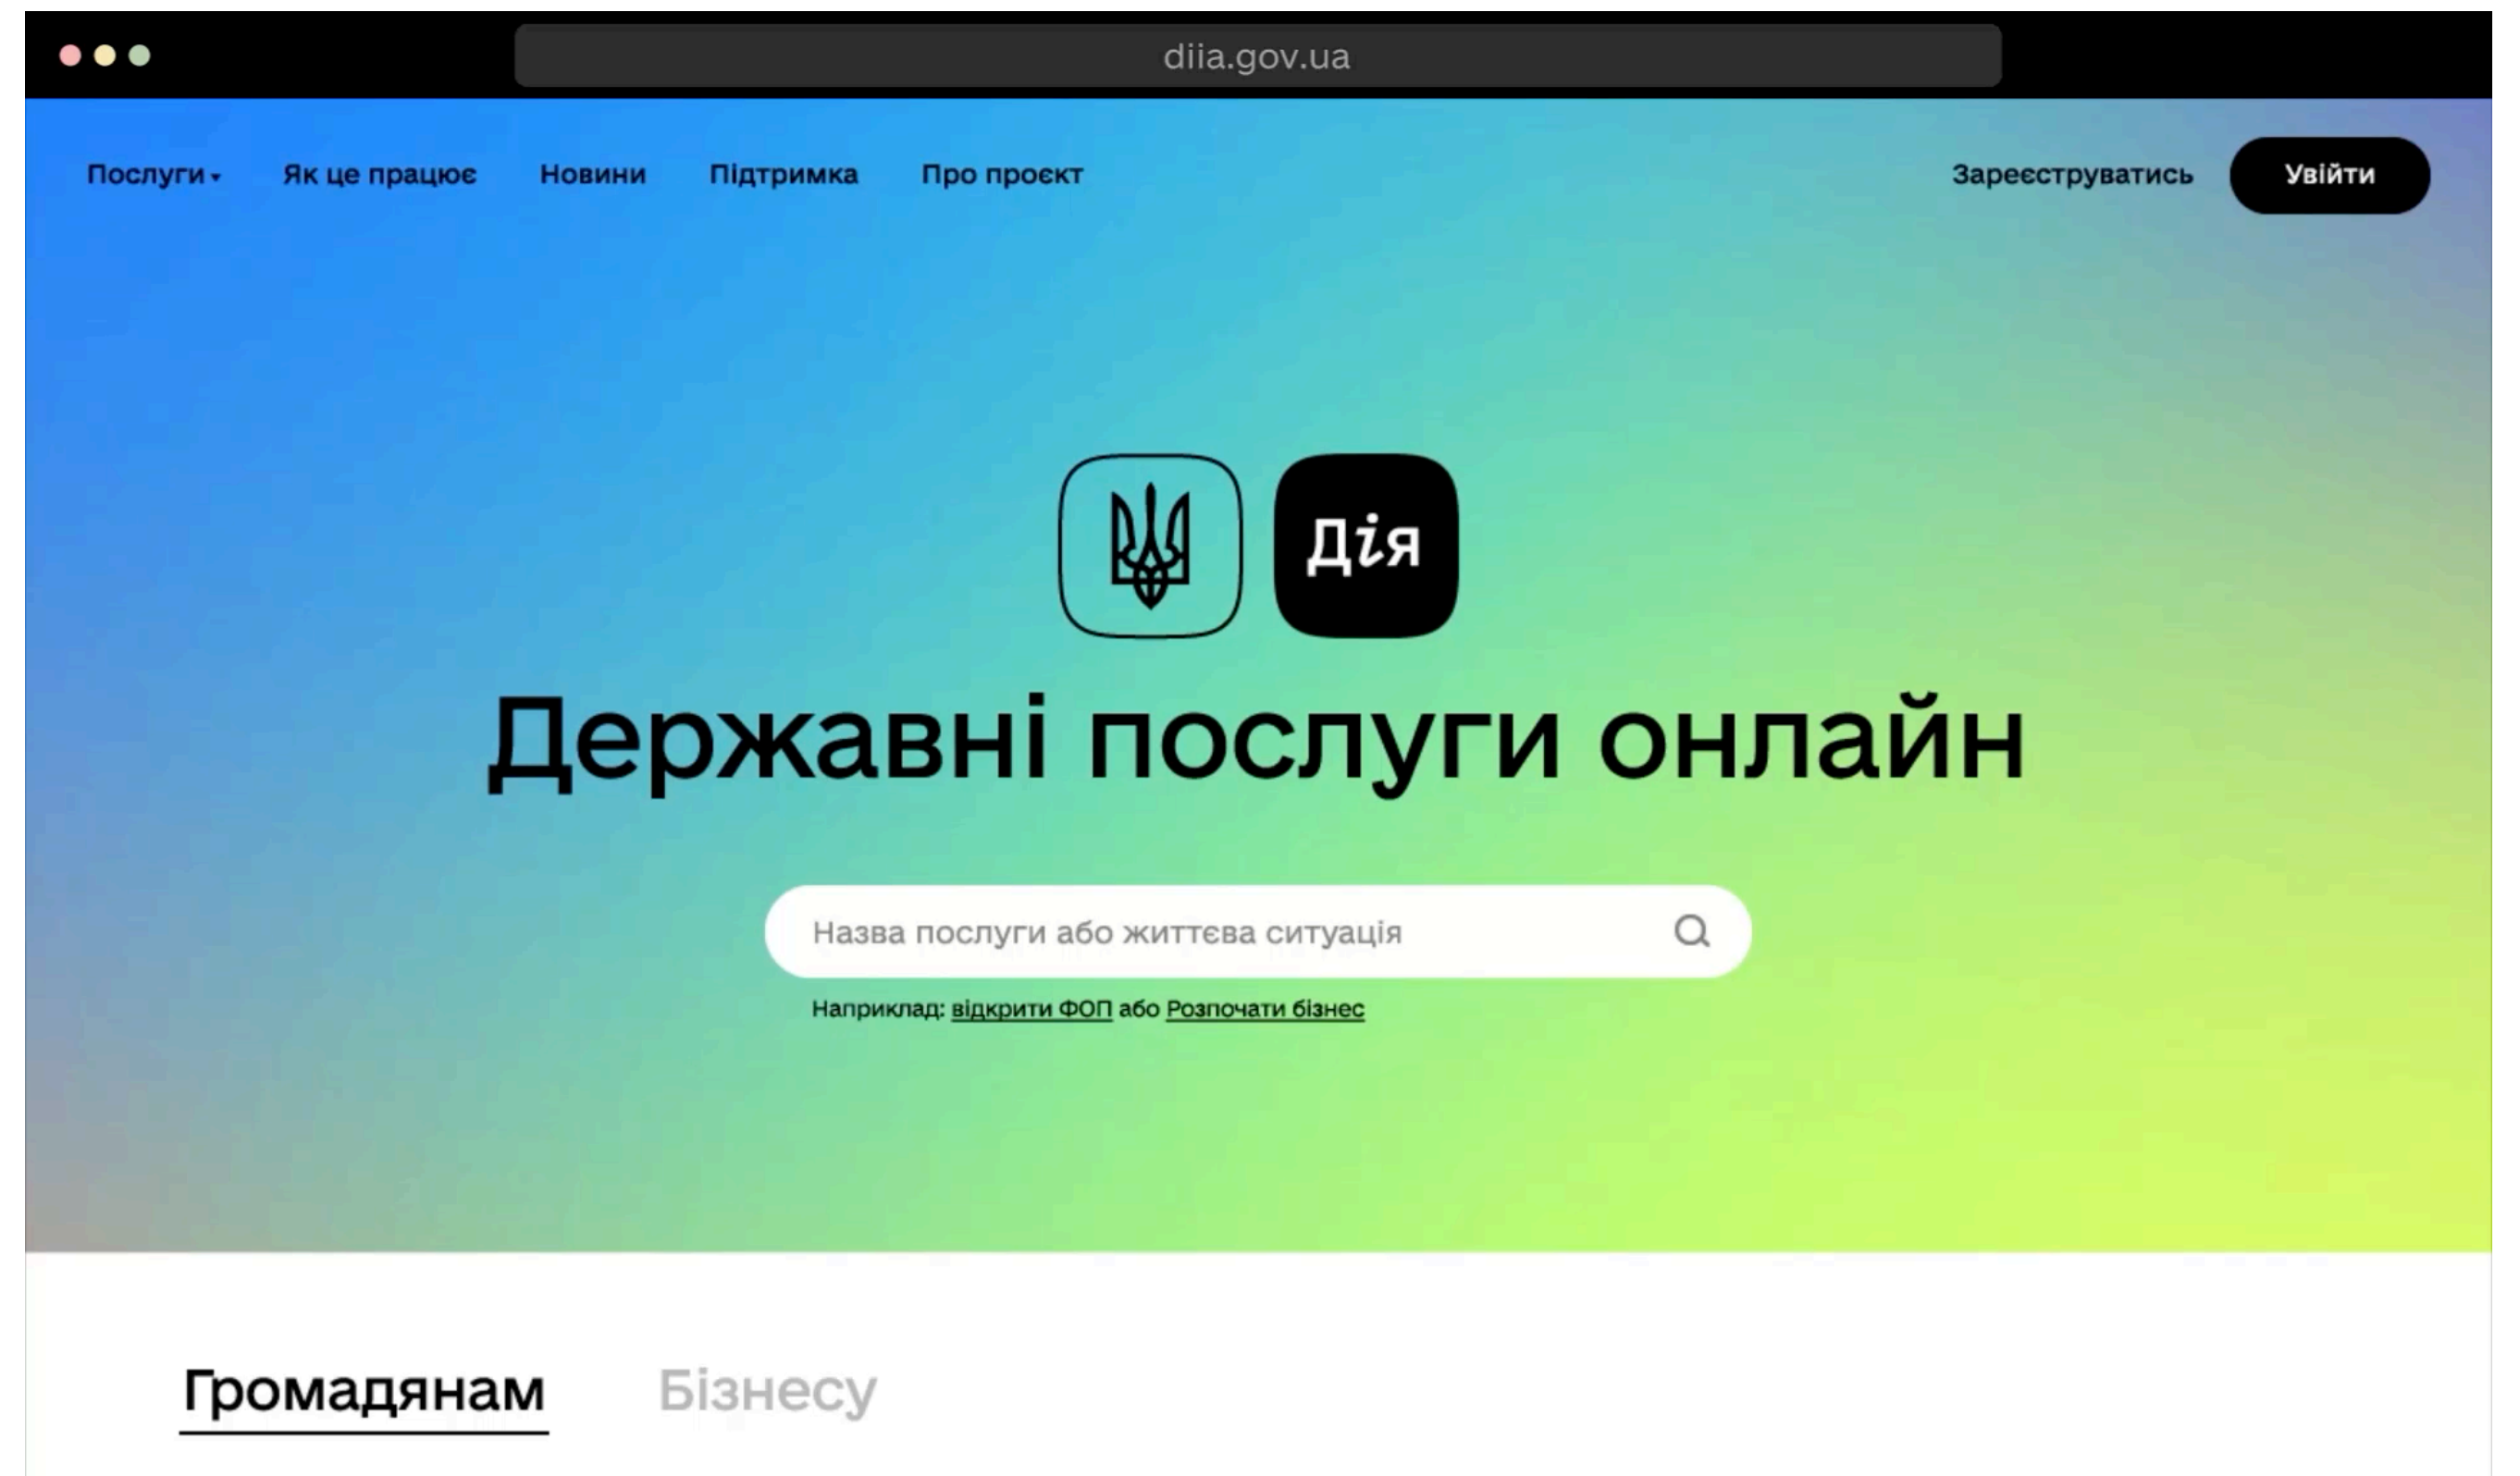 diia.gov.ua
Послуги Як це працює Новини Підтримка Про проєкт Зареєструватись Увійти
Дія
Державні послуги онлайн
Назва послуги або життєва ситуація
Наприклад: відкрити ФОП або Розпочати бізнес
Громадянам Бізнесу